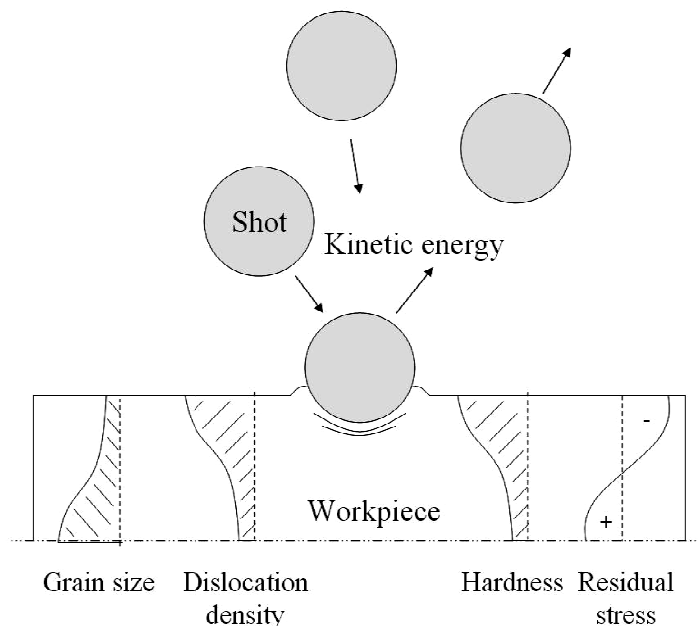 Shot
Kinetic energy
-
+
Workpiece
Grain size
Dislocation
density
Hardness
Residual
stress